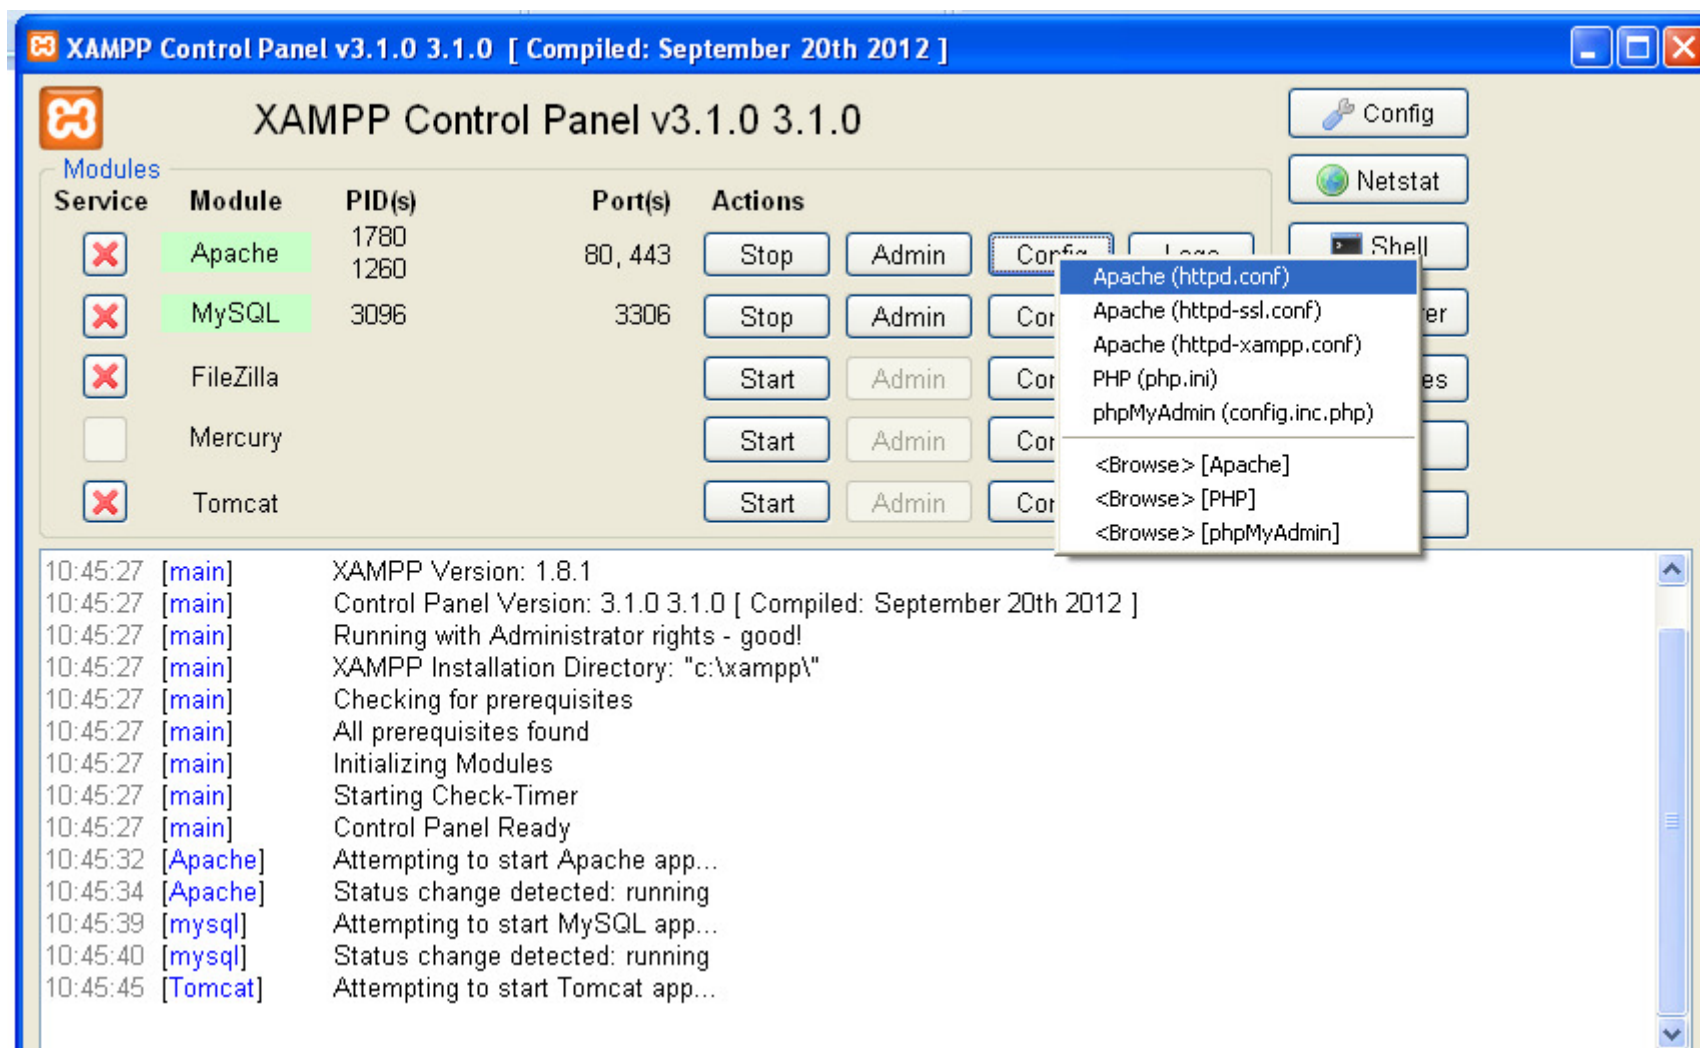 XAMPP Control Panel v3.1.0 3.1.0 [ Compiled: September 20th 2012 ]
XAMPP Control Panel v3.1.0 3.1.0
Config
Modules
Netstat
Service Module PID(s) Port(s) Actions
Apache 1780 1260 80, 443 Stop Admin Config Logs
Shell
MySQL 3096 3306 Stop Admin
FileZilla Start Admin
Mercury Start Admin
Tomcat Start Admin
Apache (httpd.conf)
Apache (httpd-ssl.conf)
Apache (httpd-xampp.conf)
PHP (php.ini)
phpMyAdmin (config.inc.php)
<Browse> [Apache]
<Browse> [PHP]
<Browse> [phpMyAdmin]
10:45:27 [main] XAMPP Version: 1.8.1
10:45:27 [main] Control Panel Version: 3.1.0 3.1.0 [ Compiled: September 20th 2012 ]
10:45:27 [main] Running with Administrator rights - good!
10:45:27 [main] XAMPP Installation Directory: "c:\xampp\"
10:45:27 [main] Checking for prerequisites
10:45:27 [main] All prerequisites found
10:45:27 [main] Initializing Modules
10:45:27 [main] Starting Check-Timer
10:45:27 [main] Control Panel Ready
10:45:32 [Apache] Attempting to start Apache app...
10:45:34 [Apache] Status change detected: running
10:45:39 [mysql] Attempting to start MySQL app...
10:45:40 [mysql] Status change detected: running
10:45:45 [Tomcat] Attempting to start Tomcat app...